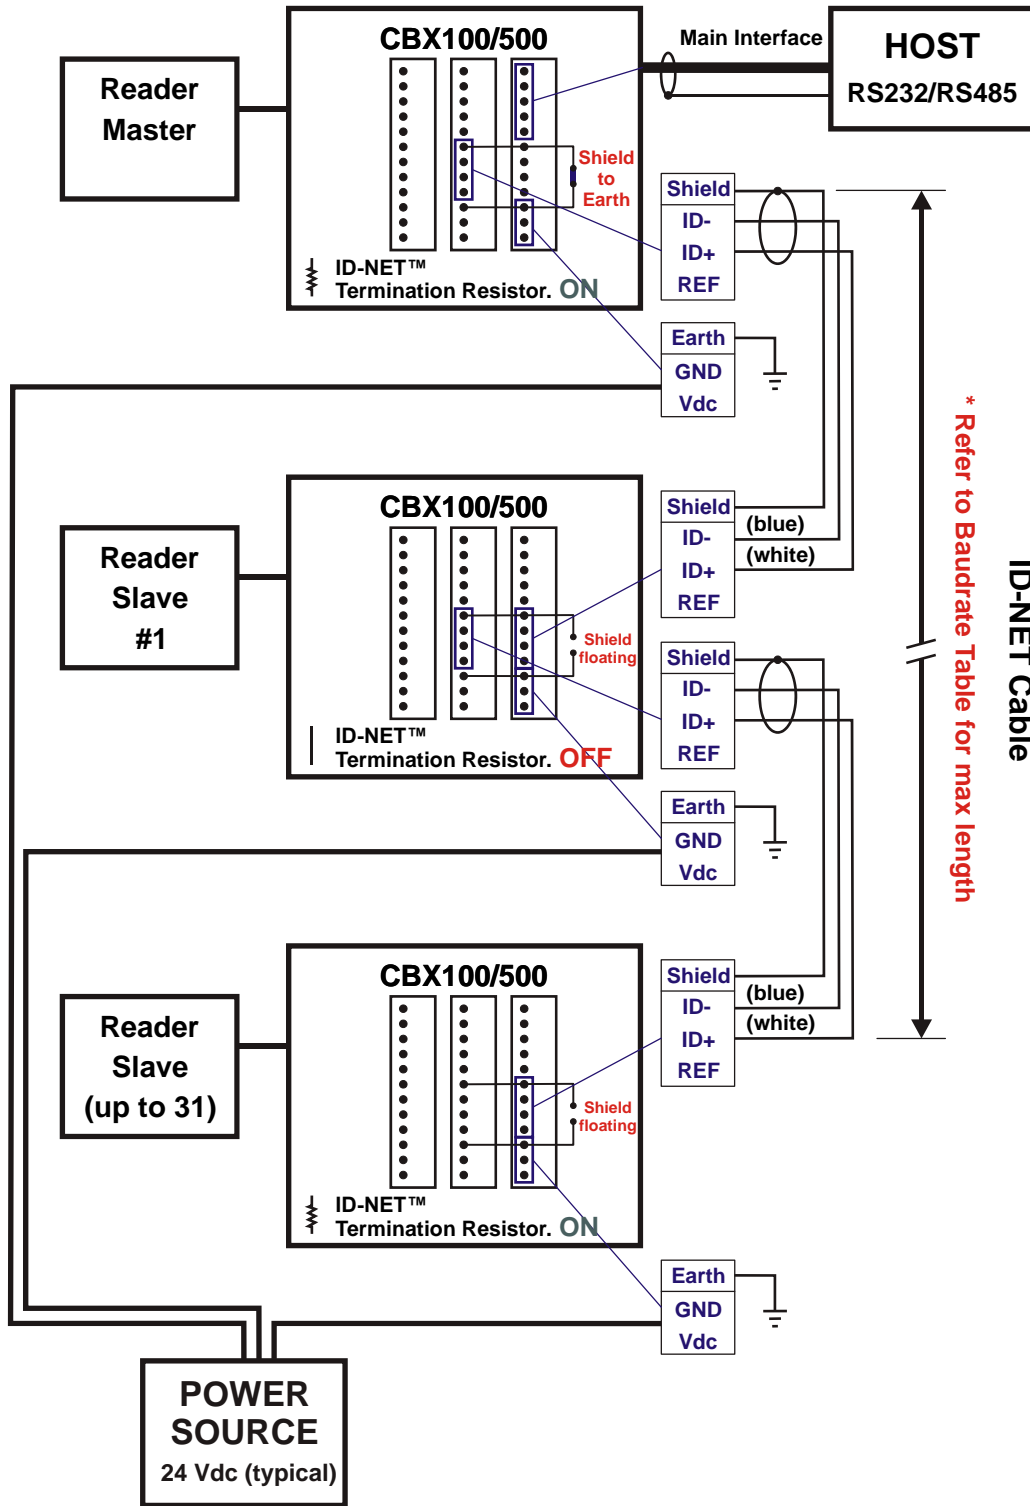 CBX100/500
Reader
Master
Main Interface
HOST
RS232/RS485
Shield
to
Earth
Shield
ID-
ID+
REF
ID-NET™
Termination Resistor. ON
Earth
GND
Vdc
CBX100/500
Reader
Slave
#1
Shield
ID-
ID+
REF
(blue)
(white)
Shield
floating
Shield
ID-
ID+
REF
ID-NET™
Termination Resistor. OFF
Earth
GND
Vdc
* Refer to Baudrate Table for max length
ID-NET Cable
CBX100/500
Reader
Slave
(up to 31)
Shield
ID-
ID+
REF
(blue)
(white)
Shield
floating
ID-NET™
Termination Resistor. ON
Earth
GND
Vdc
POWER
SOURCE
24 Vdc (typical)